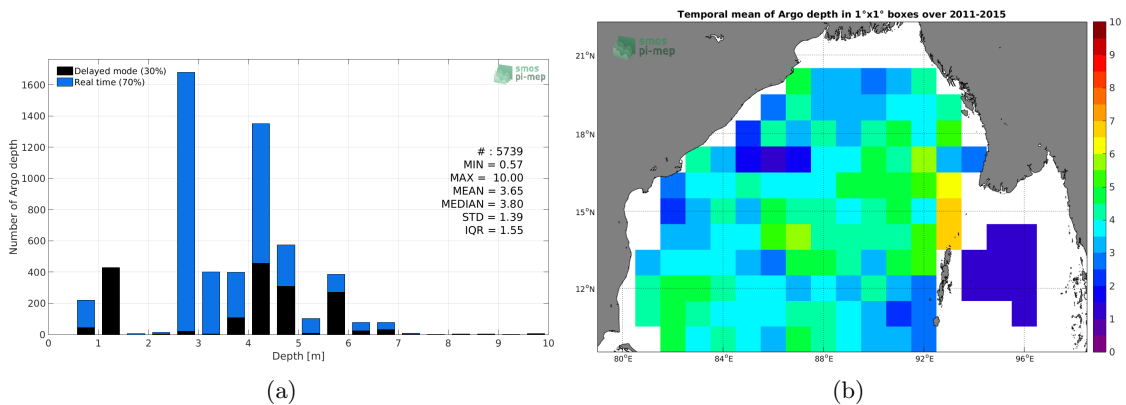 Delayed mode (30%)
Real time (70%)
smos
pi-mep
Number of Argo depth
1600
1400
1200
1000
800
600
400
200
0
# : 5739
MIN = 0.57
MAX = 10.00
MEAN = 3.65
MEDIAN = 3.80
STD = 1.39
IQR = 1.55
0 1 2 3 4 5 6 7 8 9 10
Depth [m]
(a)
Temporal mean of Argo depth in 1°x1° boxes over 2011-2015
smos
pi-mep
21°N
18°N
15°N
12°N
80°E 84°E 88°E 92°E 96°E
10
9
8
7
6
5
4
3
2
1
0
(b)